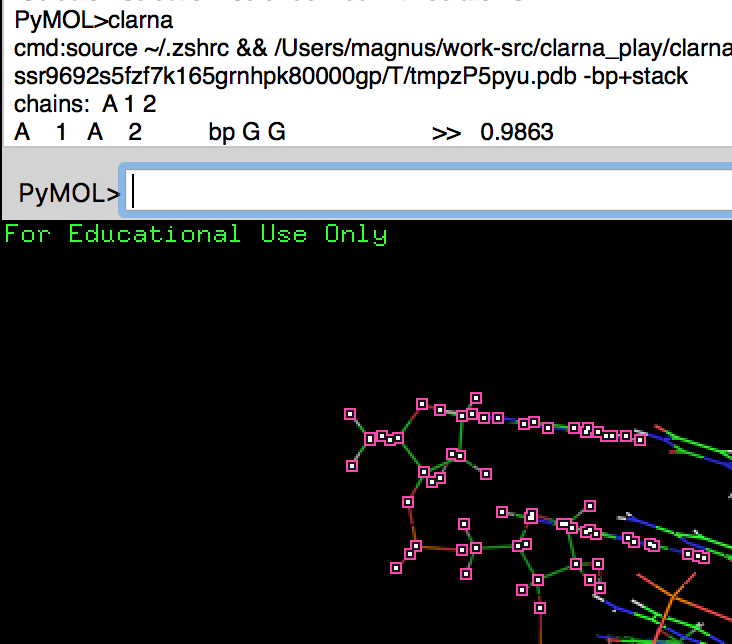 PyMOL>clarna
cmd:source ~/.zshrc && /Users/magnus/work-src/clarna_play/clarna
ssr9692s5fzf7k165grnhpk80000gp/T/tmpzP5pyu.pdb -bp+stack
chains: A 1 2
A 1 A 2 bp G G >> 0.9863
PyMOL>
For Educational Use Only